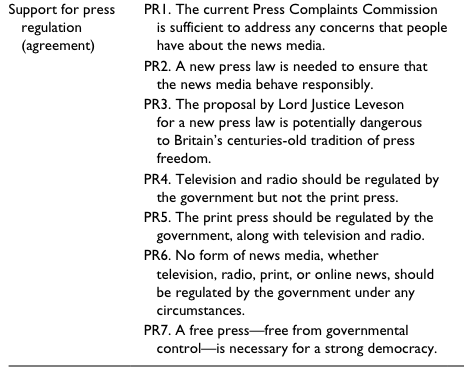 Support for press
regulation
(agreement)
PR1. The current Press Complaints Commission
is sufficient to address any concerns that people
have about the news media.
PR2. A new press law is needed to ensure that
the news media behave responsibly.
PR3. The proposal by Lord Justice Leveson
for a new press law is potentially dangerous
to Britain's centuries-old tradition of press
freedom.
PR4. Television and radio should be regulated by
the government but not the print press.
PR5. The print press should be regulated by the
government, along with television and radio.
PR6. No form of news media, whether
television, radio, print, or online news, should
be regulated by the government under any
circumstances.
PR7. A free press—free from governmental
control—is necessary for a strong democracy.